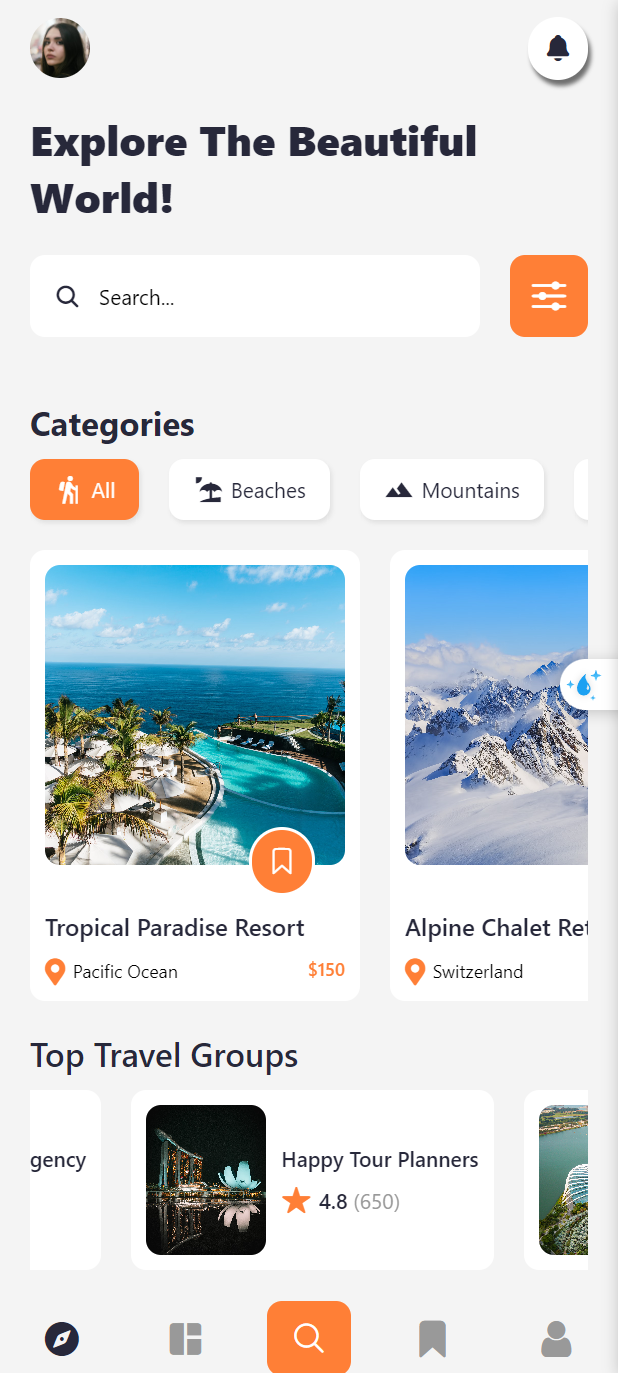 Explore The Beautiful
World!
Search...
Categories
All
Beaches
Mountains
Tropical Paradise Resort
Pacific Ocean
$150
Alpine Chalet Ret
Switzerland
Top Travel Groups
gency
Happy Tour Planners
4.8 (650)